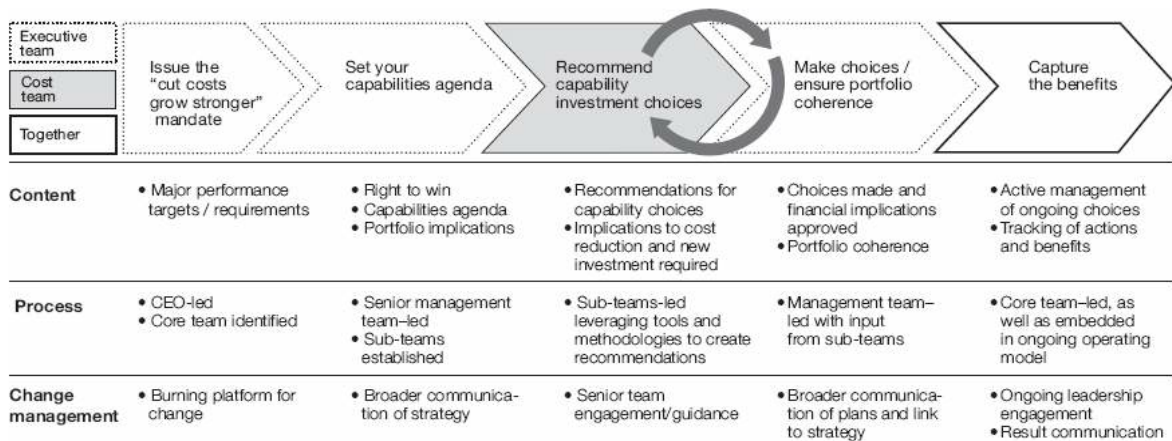 Executive
team
Cost
team
Together
Issue the
“cut costs
grow stronger”
mandate
Set your
capabilities agenda
Recommend
capability
investment choices
Make choices /
ensure portfolio
coherence
Capture
the benefits
Content
• Major performance
targets / requirements
• Right to win
• Capabilities agenda
• Portfolio implications
• Recommendations for
capability choices
• Implications to cost
reduction and new
investment required
• Choices made and
financial implications
approved
• Portfolio coherence
• Active management
of ongoing choices
• Tracking of actions
and benefits
Process
• CEO-led
• Core team identified
• Senior management
team–led
• Sub-teams
established
• Sub-teams-led
leveraging tools and
methodologies to create
recommendations
• Management team–
led with input
from sub-teams
• Core team–led, as
well as embedded
in ongoing operating
model
Change
management
• Burning platform for
change
• Broader communica-
tion of strategy
• Senior team
engagement/guidance
• Broader communica-
tion of plans and link
to strategy
• Ongoing leadership
engagement
• Result communication